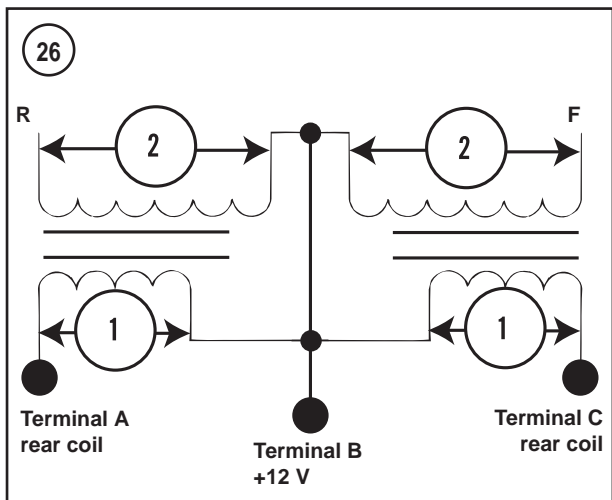 26
R
F
2
2
1
1
Terminal A
rear coil
Terminal B
+12 V
Terminal C
rear coil